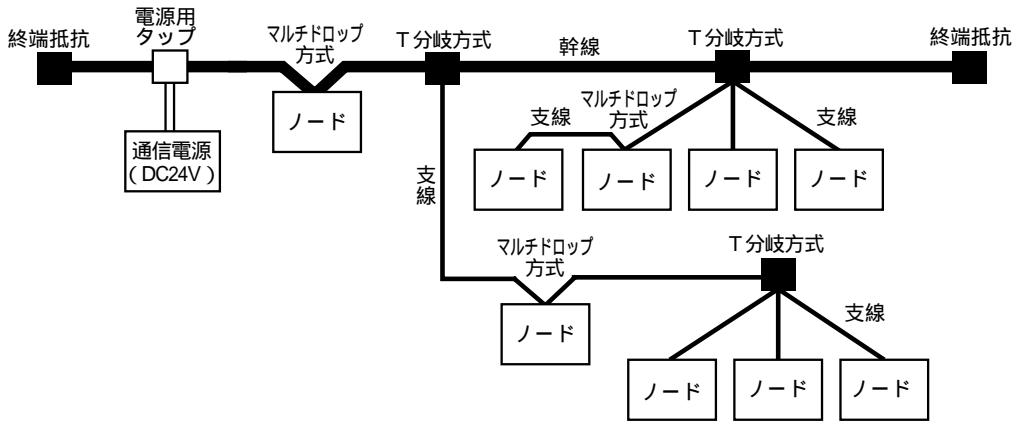 終端抵抗
電源用
タップ
マルチドロップ
方式
T分岐方式
幹線
T分岐方式
終端抵抗
通信電源
(DC24V)
ノード
支線
マルチドロップ
方式
支線
ノード
ノード
ノード
ノード
支線
マルチドロップ
方式
T分岐方式
ノード
支線
ノード
ノード
ノード